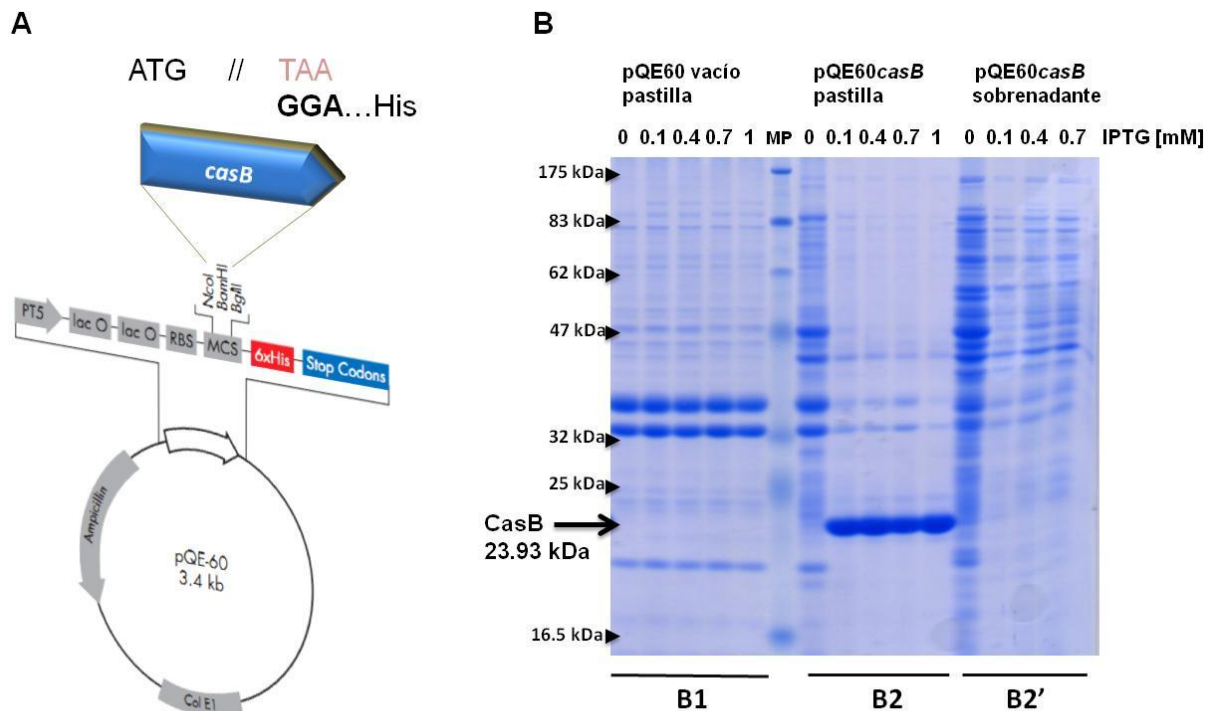 A
ATG // TAA
GGA...His
casB
NcoI
BamHI
BglII
PT5
lac O
lac O
RBS
MCS
6xHis
Stop Codons
Ampicillin
pQE-60
3.4 kb
Col E1
B
pQE60 vacío
pastilla
pQE60casB
pastilla
pQE60casB
sobrenadante
0 0.1 0.4 0.7 1 MP 0 0.1 0.4 0.7 1 0 0.1 0.4 0.7 IPTG [mM]
175 kDa
83 kDa
62 kDa
47 kDa
32 kDa
25 kDa
CasB
23.93 kDa
16.5 kDa
B1
B2
B2’